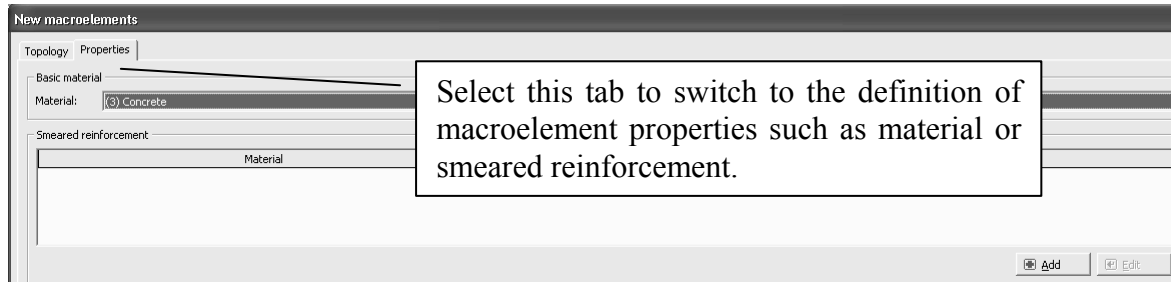 New macroelements
Topology Properties
Basic material
Material: (3) Concrete
Select this tab to switch to the definition of
macroelement properties such as material or
smeared reinforcement.
Smeared reinforcement
Material
Add Edit